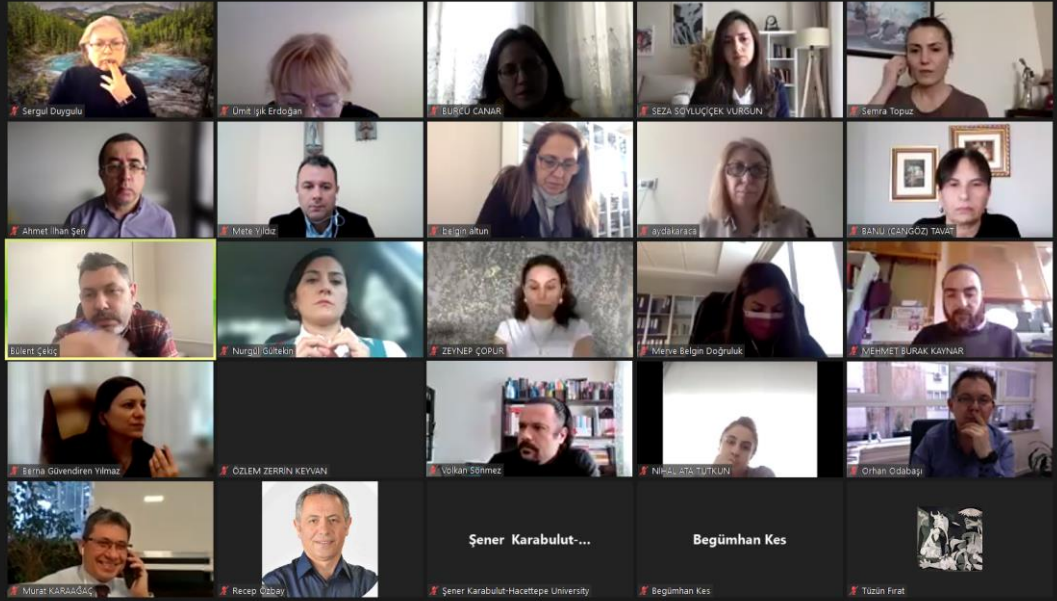 Sergul Duygulu
Ümit Işık Erdoğan
BURCU CANAR
SEZA SOYLUÇİÇEK VURGUN
Semra Topuz
Ahmet İlhan Şen
Mete Yıldız
belgin altun
aydakaraca
BANU (CANGÖZ) TAVAT
Bülent Çekiç
Nurgül Gültekin
ZEYNEP ÇOPUR
Merve Belgin Doğruluk
MEHMET BURAK KAYNAR
Berna Güvendiren Yılmaz
ÖZLEM ZERRİN KEYVAN
Volkan Sönmez
NİHAL ATA TUTKUN
Orhan Odabaşı
Murat KARAAĞAÇ
Recep Özbay
Şener Karabulut-...
Şener Karabulut-Hacettepe University
Begümhan Kes
Begümhan Kes
Tüzün Fırat